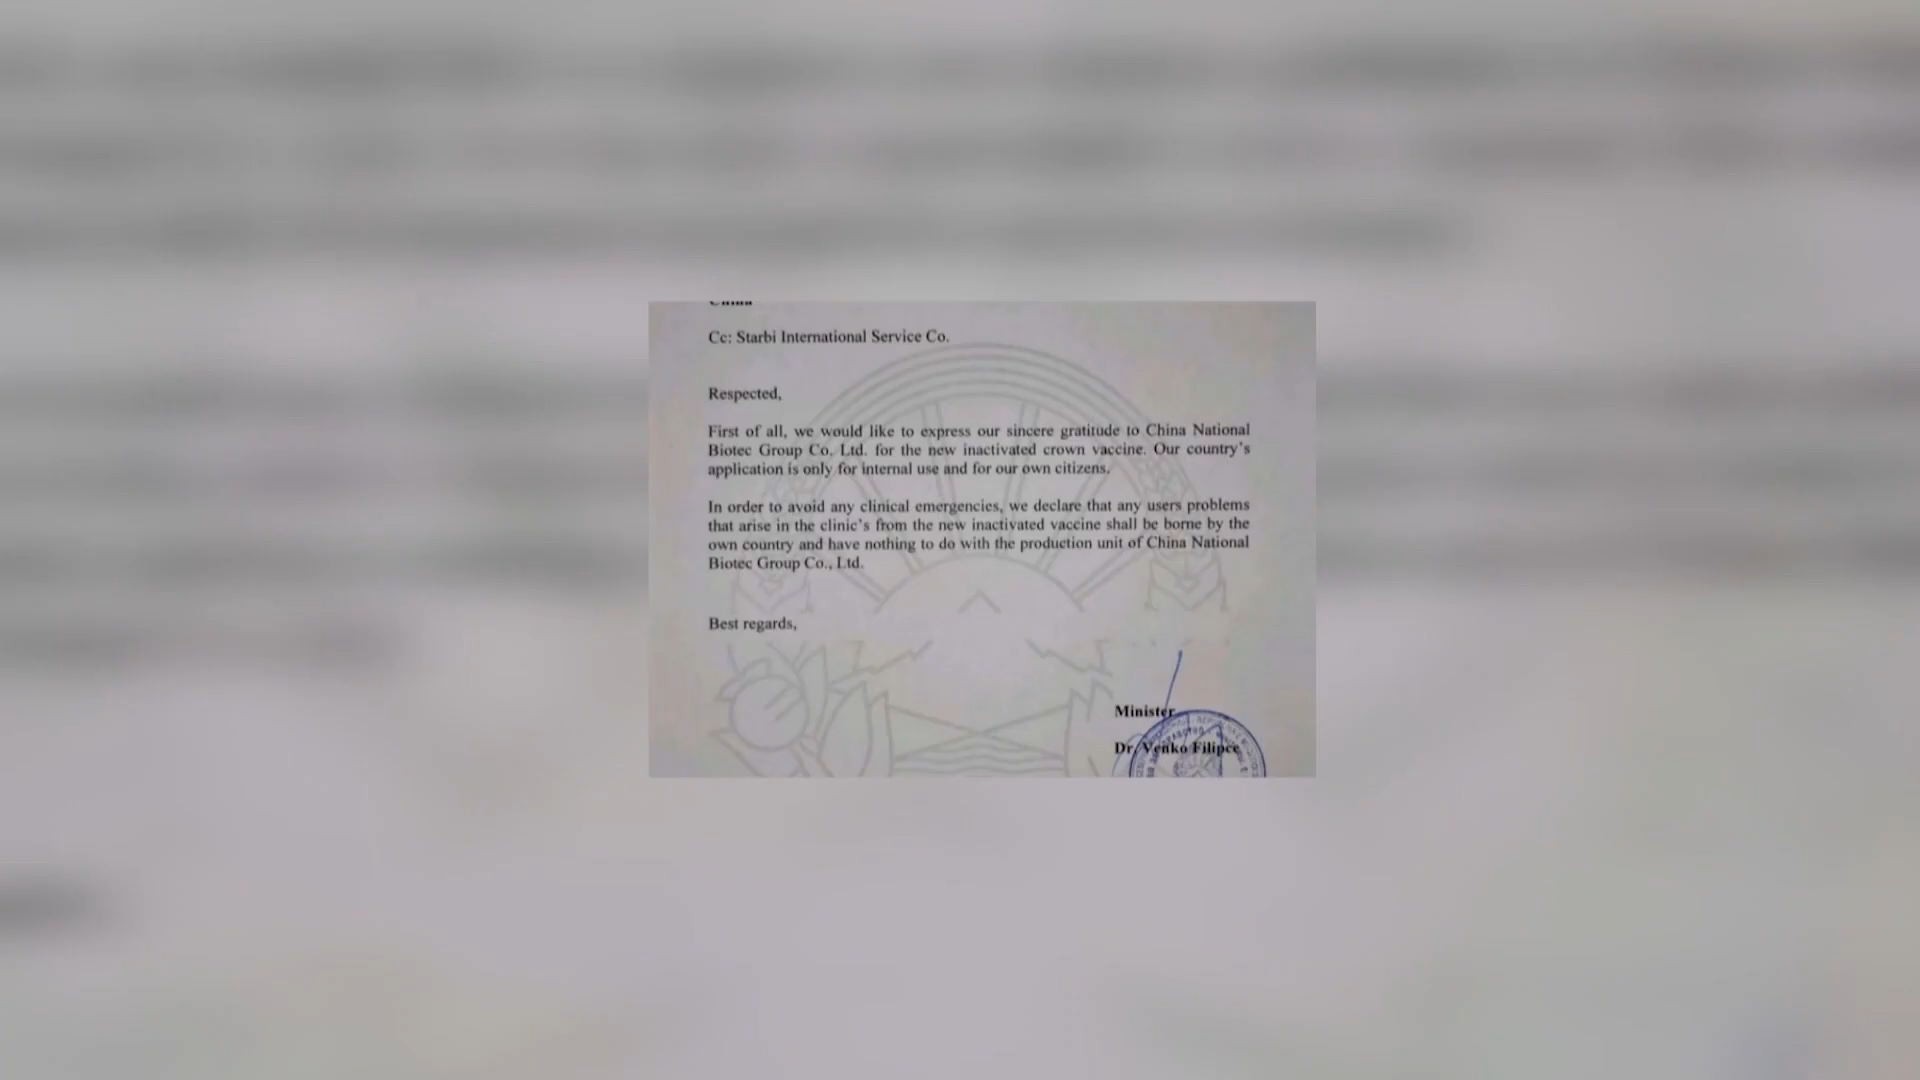 China
Cc: Starbi International Service Co.
Respected,
First of all, we would like to express our sincere gratitude to China National
Biotec Group Co. Ltd. for the new inactivated crown vaccine. Our country's
application is only for internal use and for our own citizens.
In order to avoid any clinical emergencies, we declare that any users problems
that arise in the clinic's from the new inactivated vaccine shall be borne by the
own country and have nothing to do with the production unit of China National
Biotec Group Co., Ltd.
Best regards,
Minister
Dr. Venko Filipce